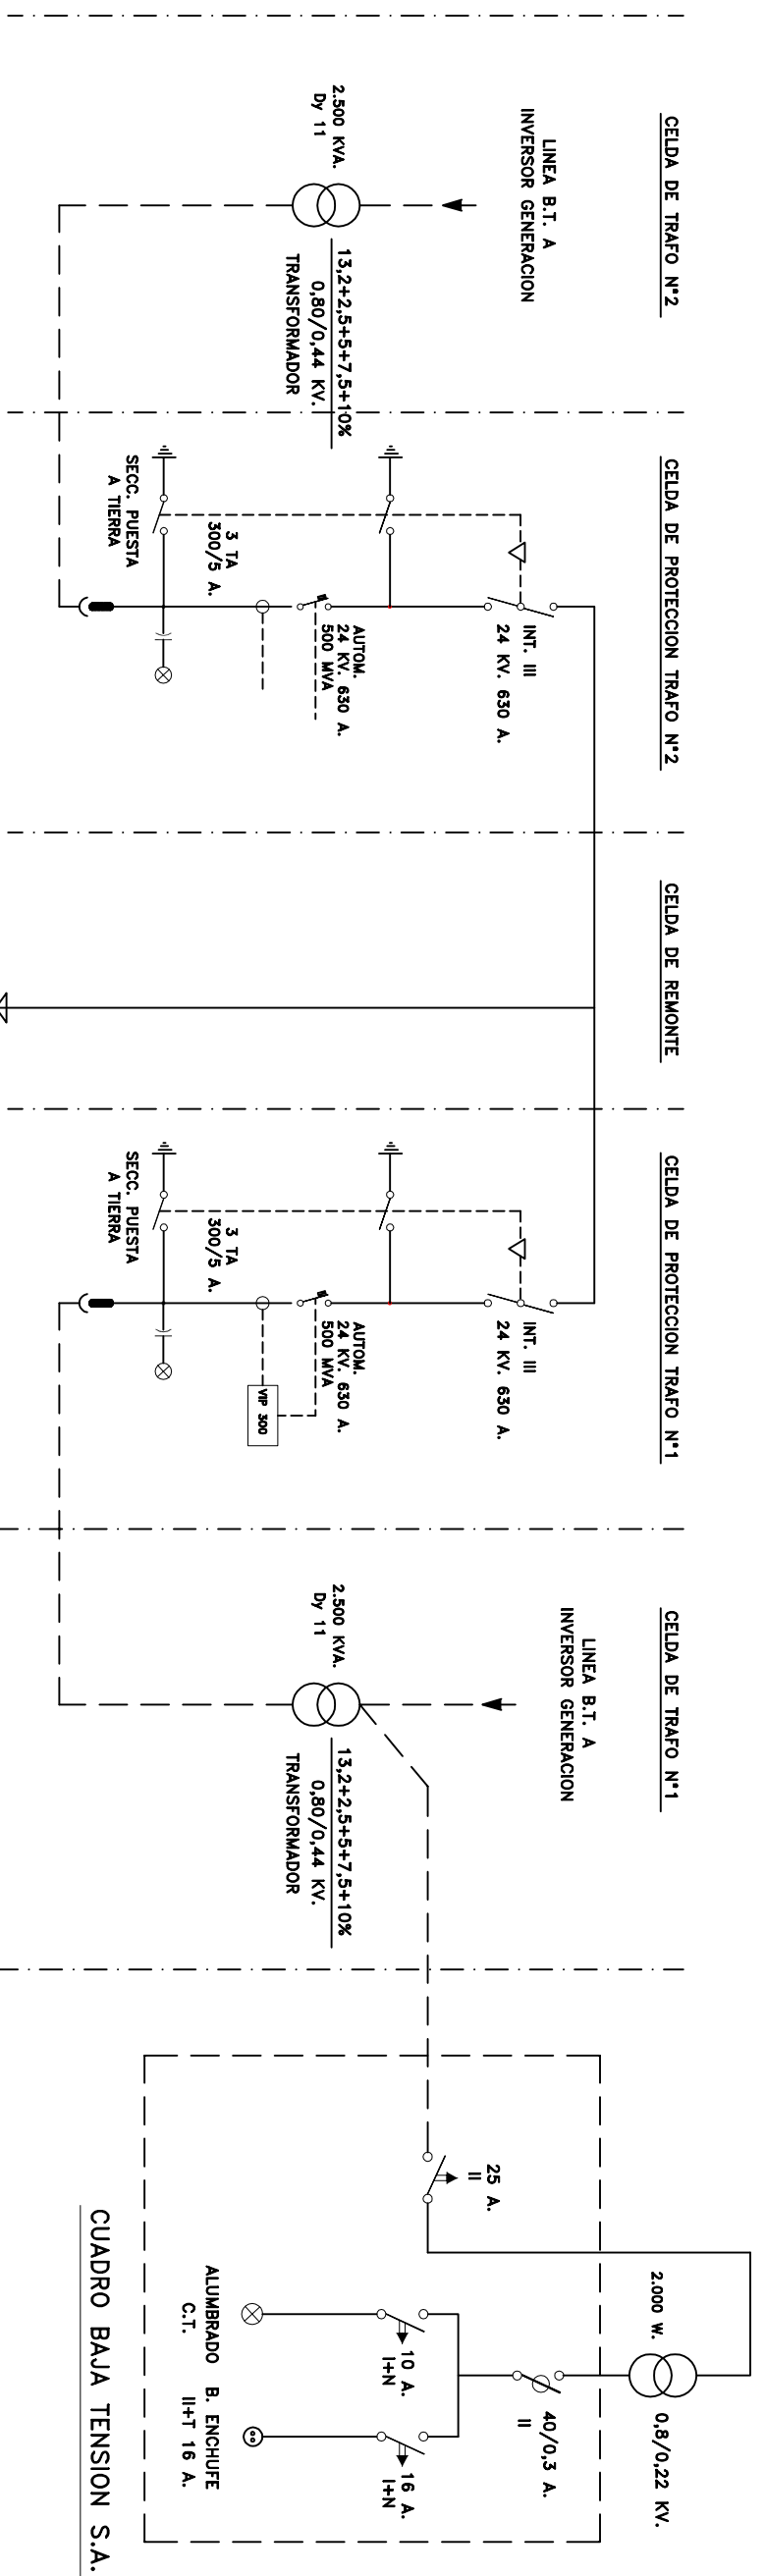 CELDA DE TRAFO N°2
LINEA B.T. A
INVERSOR GENERACION
2.500 KVA.
Dy 11
13,2+2,5+5+7,5+10%
0,80/0,44 KV.
TRANSFORMADOR
CELDA DE PROTECCION TRAFO N°2
INT. III
24 KV. 630 A.
AUTOM.
24 KV. 630 A.
500 MVA
3 TA
300/5 A.
SECC. PUESTA
A TIERRA
CELDA DE REMONTE
CELDA DE PROTECCION TRAFO N°1
INT. III
24 KV. 630 A.
AUTOM.
24 KV. 630 A.
500 MVA
3 TA
300/5 A.
VIP 300
SECC. PUESTA
A TIERRA
CELDA DE TRAFO N°1
LINEA B.T. A
INVERSOR GENERACION
2.500 KVA.
Dy 11
13,2+2,5+5+7,5+10%
0,80/0,44 KV.
TRANSFORMADOR
2.000 W.
0,8/0,22 KV.
25 A.
II
40/0,3 A.
II
10 A.
I+N
16 A.
I+N
ALUMBRADO
C.T.
B. ENCHUFE
II+T 16 A.
CUADRO BAJA TENSION S.A.